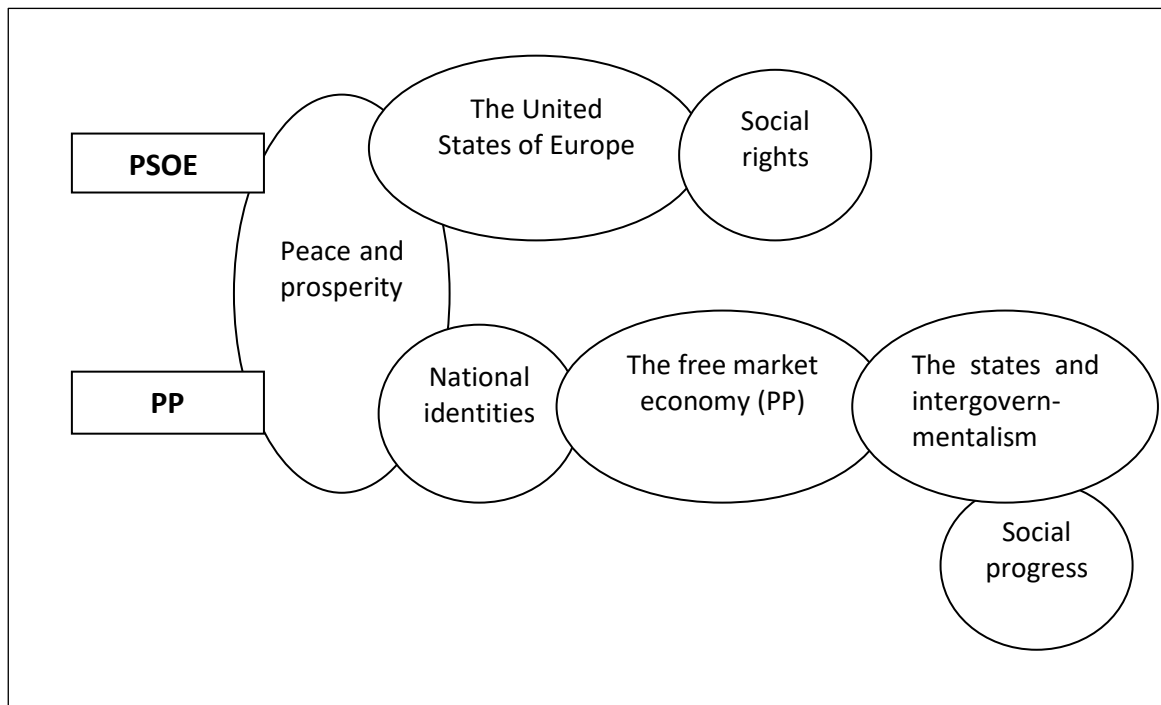 The United
States of Europe
Social
rights
PSOE
Peace and
prosperity
PP
National
identities
The free market
economy (PP)
The states and
intergovern-
mentalism
Social
progress